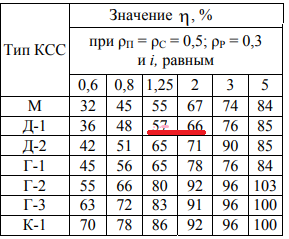 Тип КСС
Значение η, %
при ρП = ρС = 0,5; ρР = 0,3
и i, равным
0,6 0,8 1,25 2 3 5
М 32 45 55 67 74 84
Д-1 36 48 57 66 76 85
Д-2 42 51 65 71 90 85
Г-1 45 56 65 78 76 84
Г-2 55 66 80 92 96 103
Г-3 63 72 83 91 96 100
К-1 70 78 86 92 96 100